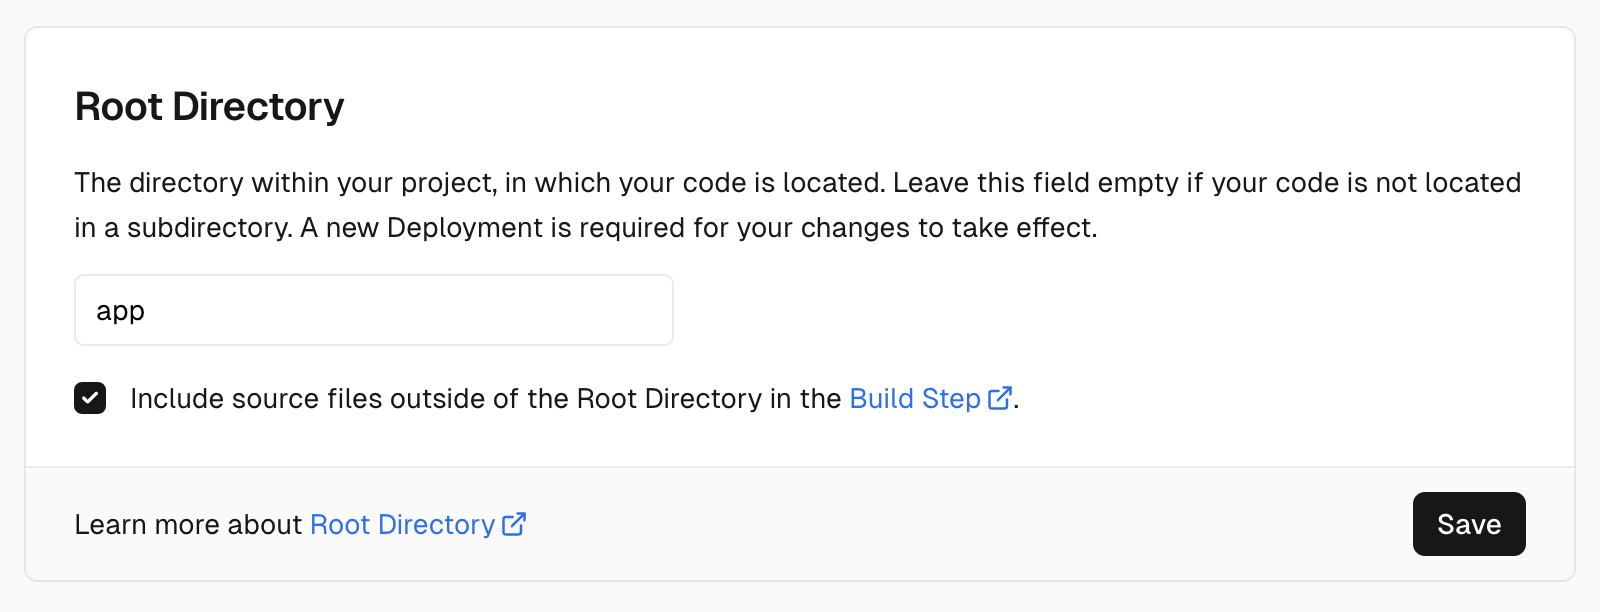 Root Directory
The directory within your project, in which your code is located. Leave this field empty if your code is not located
in a subdirectory. A new Deployment is required for your changes to take effect.
app
Include source files outside of the Root Directory in the Build Step.
Learn more about Root Directory
Save